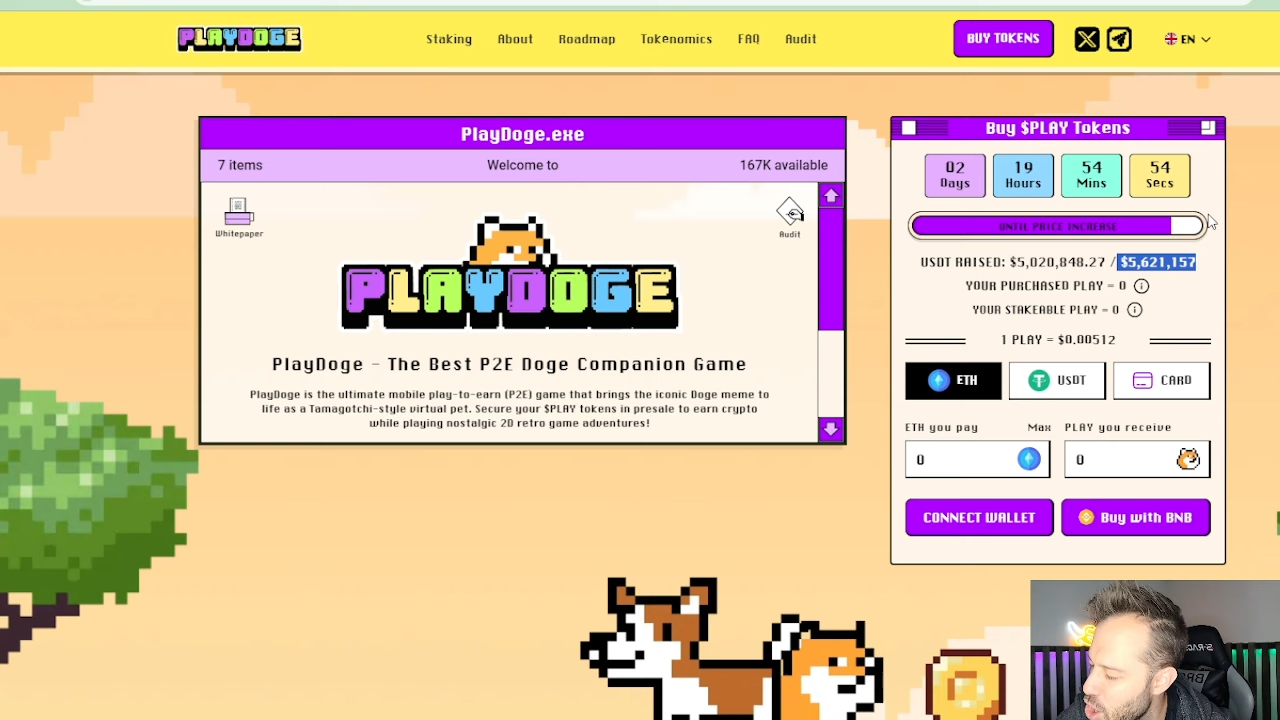 PLAYDOGE
Staking About Roadmap Tokenomics FAQ Audit
BUY TOKENS
EN
PlayDoge.exe
7 items Welcome to 167K available
Whitepaper
Audit
PLAYDOGE
PlayDoge - The Best P2E Doge Companion Game
PlayDoge is the ultimate mobile play-to-earn (P2E) game that brings the iconic Doge meme to
life as a Tamagotchi-style virtual pet. Secure your $PLAY tokens in presale to earn crypto
while playing nostalgic 2D retro game adventures!
Buy $PLAY Tokens
02 19 54 54
Days Hours Mins Secs
UNTIL PRICE INCREASE
USDT RAISED: $5,020,848.27 / $5,621,157
YOUR PURCHASED PLAY = 0
YOUR STAKEABLE PLAY = 0
1 PLAY = $0.00512
ETH USDT CARD
ETH you pay Max PLAY you receive
0 0
CONNECT WALLET Buy with BNB